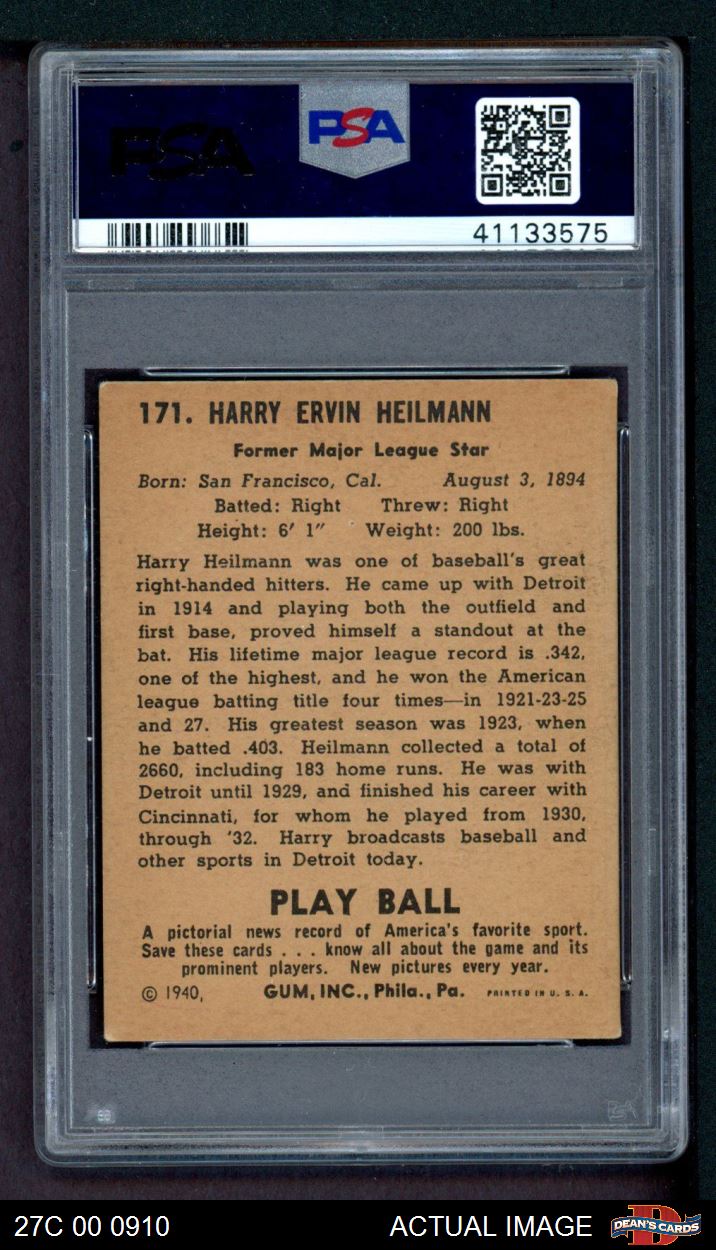 PSA
PSA
41133575
171. HARRY ERVIN HEILMANN
Former Major League Star
Born: San Francisco, Cal. August 3, 1894
Batted: Right Threw: Right
Height: 6' 1" Weight: 200 lbs.
Harry Heilmann was one of baseball's great
right-handed hitters. He came up with Detroit
in 1914 and playing both the outfield and
first base, proved himself a standout at the
bat. His lifetime major league record is .342,
one of the highest, and he won the American
league batting title four times—in 1921-23-25
and 27. His greatest season was 1923, when
he batted .403. Heilmann collected a total of
2660, including 183 home runs. He was with
Detroit until 1929, and finished his career with
Cincinnati, for whom he played from 1930,
through '32. Harry broadcasts baseball and
other sports in Detroit today.
PLAY BALL
A pictorial news record of America's favorite sport.
Save these cards . . . know all about the game and its
prominent players. New pictures every year.
© 1940, GUM, INC., Phila., Pa. PRINTED IN U. S. A.
27C 00 0910 ACTUAL IMAGE DEAN'S CARDS